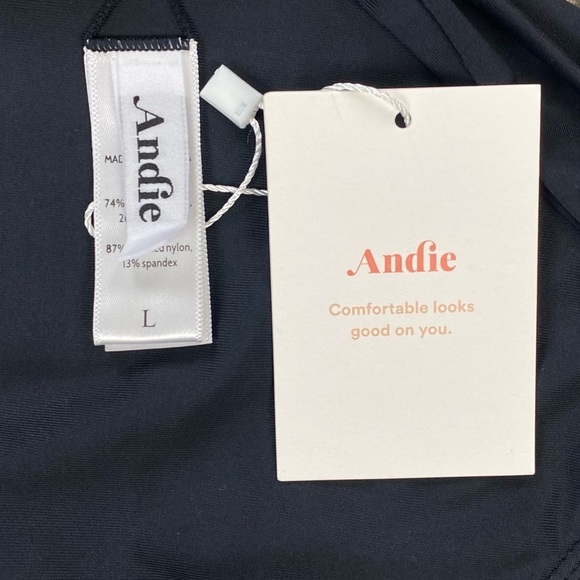 Andie
74%
87% nylon,
13% spandex
L
Andie
Comfortable looks
good on you.